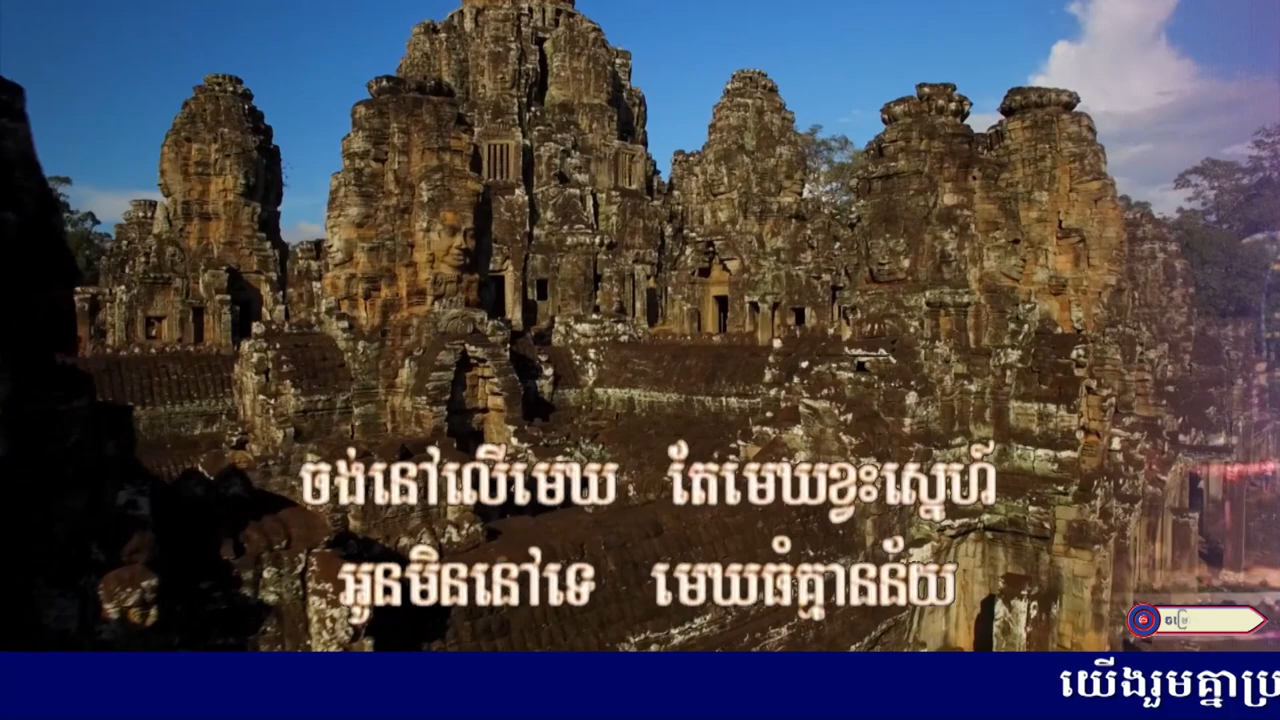 ចង់នៅលើមេឃ តែមេឃខ្វះស្នេហ៍
អូនមិននៅទេ មេឃធំគ្មានន័យ
យើងរួមគ្នាប្រ